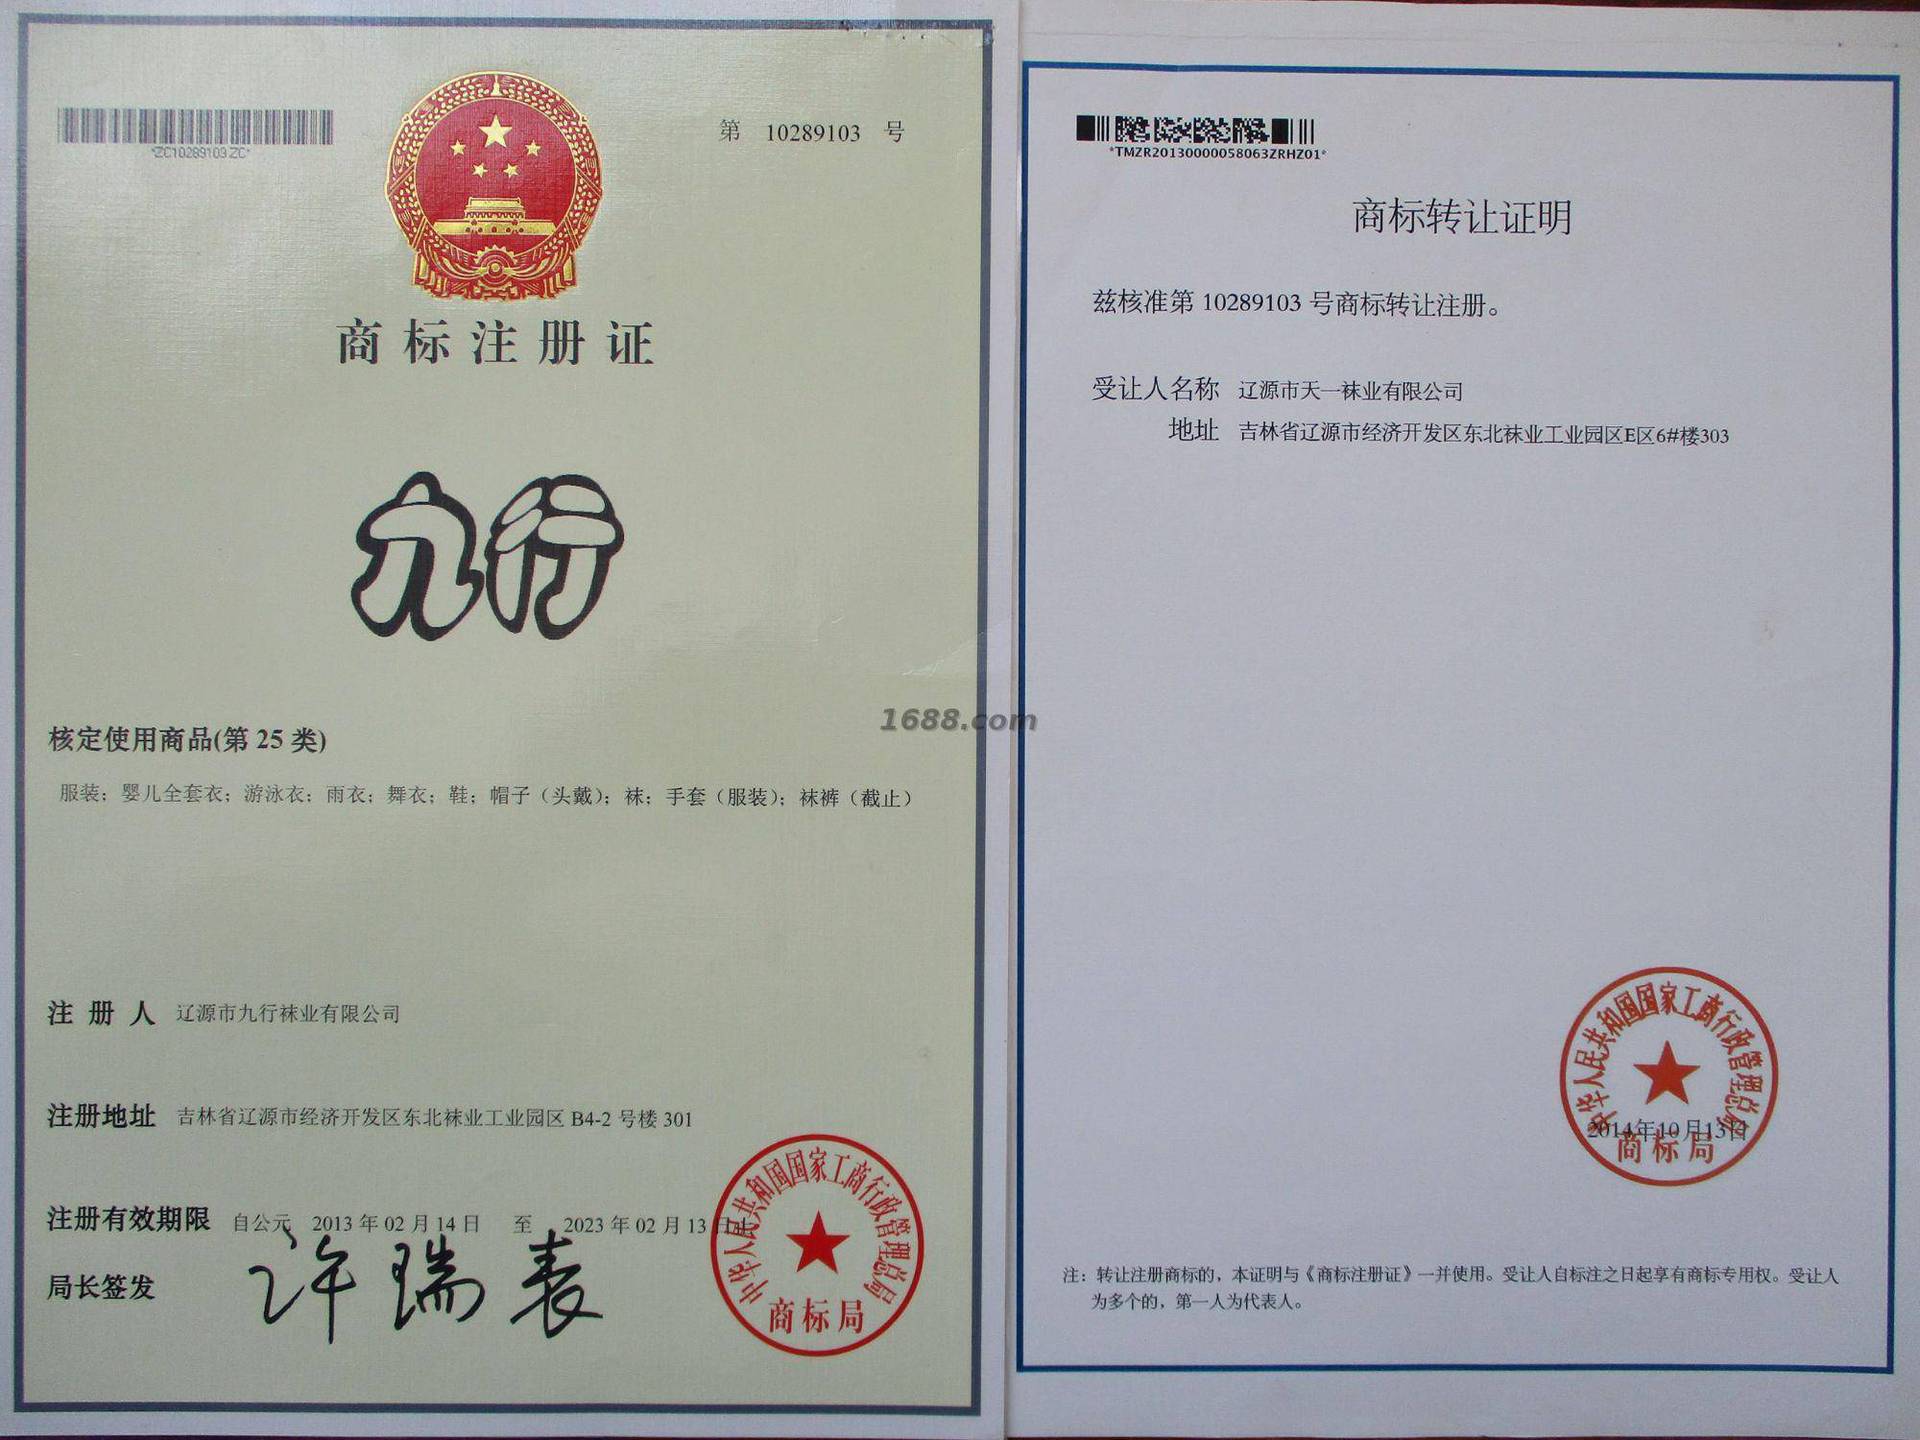 *ZC10289103ZC*
第 10289103 号
商标注册证
九行
核定使用商品(第 25 类)
服装；婴儿全套衣；游泳衣；雨衣；舞衣；鞋；帽子（头戴）；袜；手套（服装）；袜裤（截止）
注 册 人 辽源市九行袜业有限公司
注册地址 吉林省辽源市经济开发区东北袜业工业园区 B4-2 号楼 301
注册有效期限 自公元 2013 年 02 月 14 日 至 2023 年 02 月 13 日止
局长签发 许瑞表
中华人民共和国国家工商行政管理总局
商标局
1688.com
*TMZR20130000058063ZRHZ01*
商标转让证明
兹核准第 10289103 号商标转让注册。
受让人名称 辽源市天一袜业有限公司
地址 吉林省辽源市经济开发区东北袜业工业园区E区6#楼303
中华人民共和国国家工商行政管理总局
2014年10月13日
商标局
注：转让注册商标的，本证明与《商标注册证》一并使用。受让人自标注之日起享有商标专用权。受让人
为多个的，第一人为代表人。